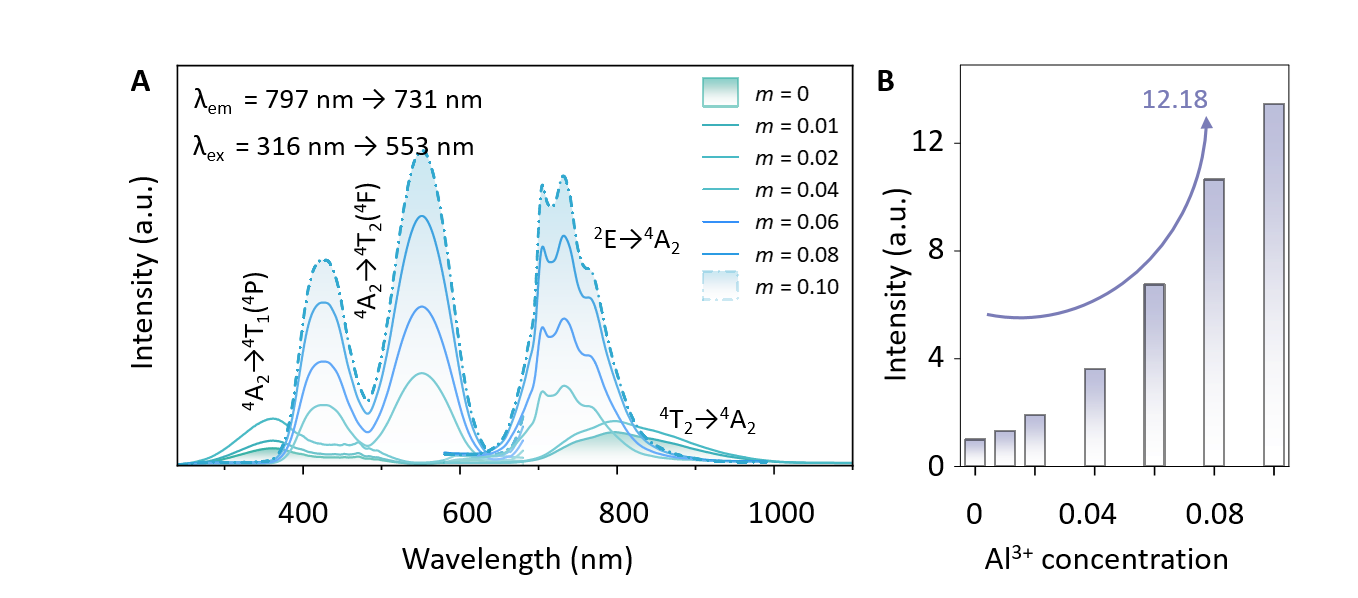 A
λem = 797 nm → 731 nm
λex = 316 nm → 553 nm
4A2→4T1(4P)
4A2→4T2(4F)
2E→4A2
4T2→4A2
m = 0
m = 0.01
m = 0.02
m = 0.04
m = 0.06
m = 0.08
m = 0.10
Intensity (a.u.)
400 600 800 1000
Wavelength (nm)
B
12.18
Intensity (a.u.)
12
8
4
0
0 0.04 0.08
Al3+ concentration